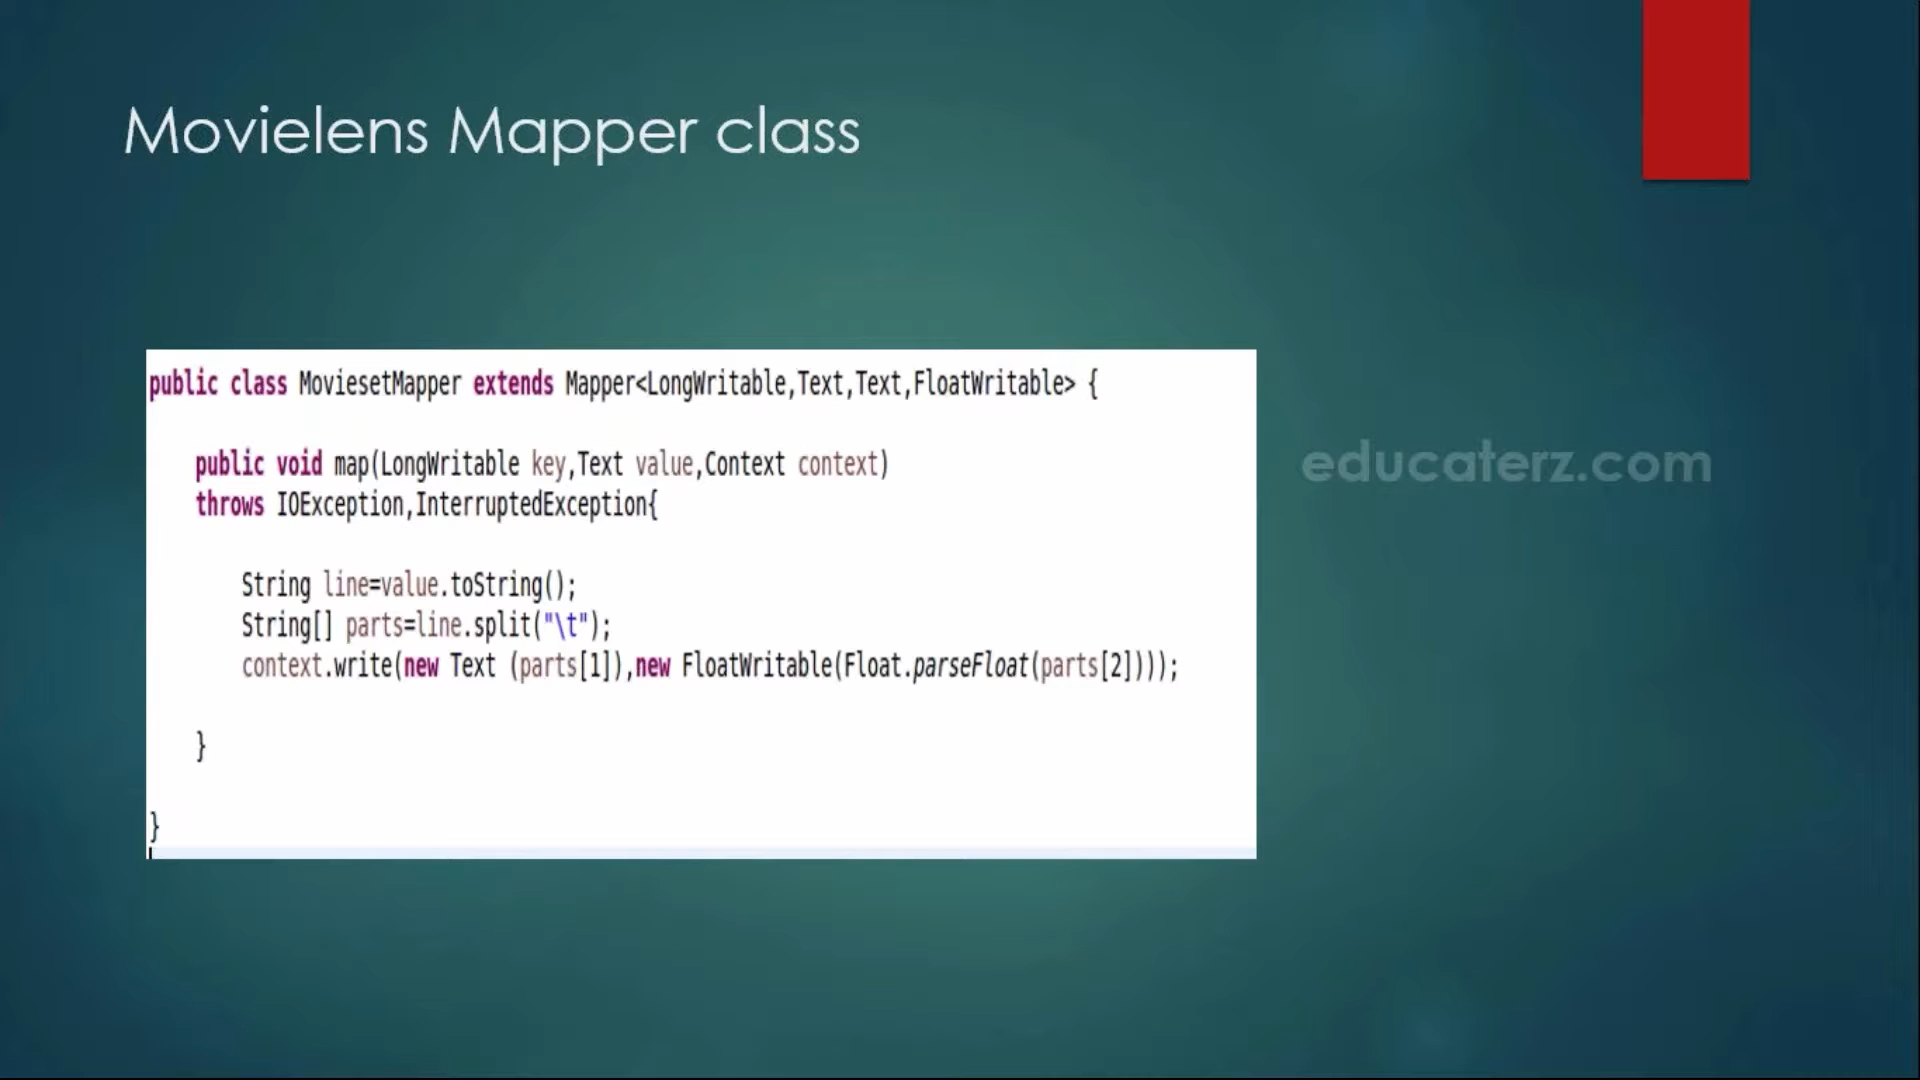 Movielens Mapper class
public class MoviesetMapper extends Mapper<LongWritable,Text,Text,FloatWritable> {
public void map(LongWritable key,Text value,Context context)
throws IOException,InterruptedException{
String line=value.toString();
String[] parts=line.split("\t");
context.write(new Text (parts[1]),new FloatWritable(Float.parseFloat(parts[2])));
}
}
educaterz.com